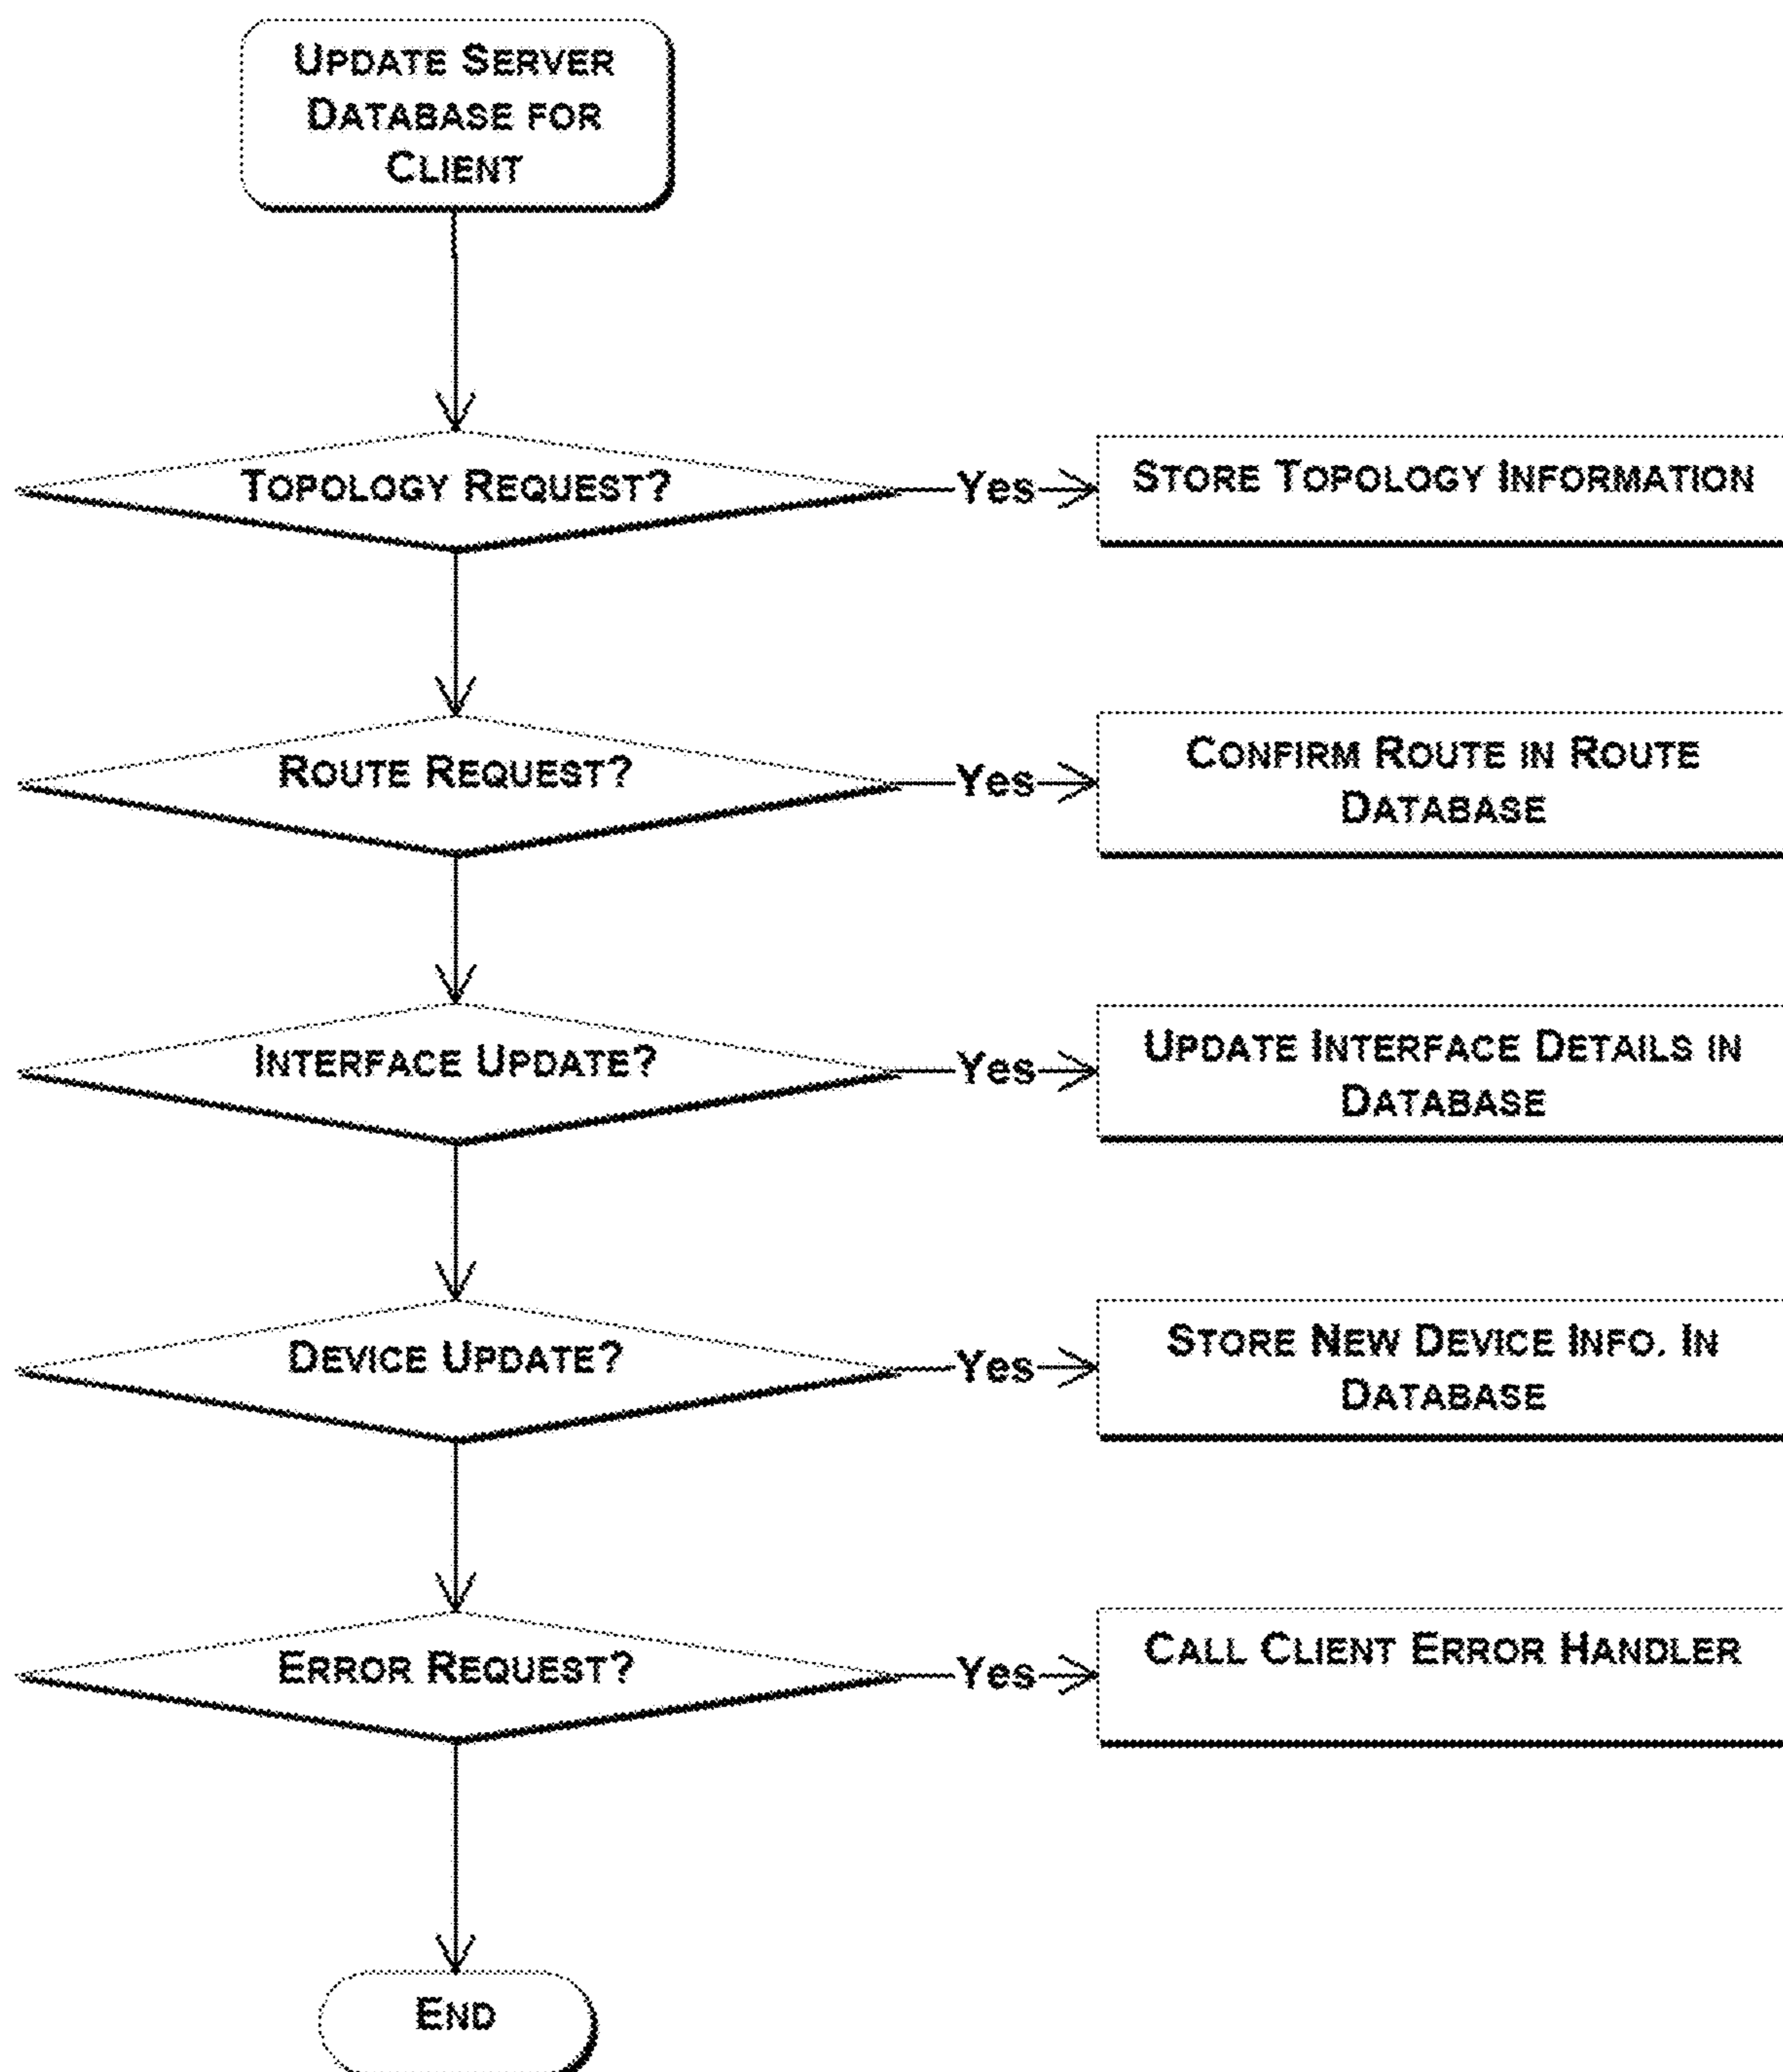 UPDATE SERVER
DATABASE FOR
CLIENT
TOPOLOGY REQUEST?
Yes
STORE TOPOLOGY INFORMATION
ROUTE REQUEST?
Yes
CONFIRM ROUTE IN ROUTE
DATABASE
INTERFACE UPDATE?
Yes
UPDATE INTERFACE DETAILS IN
DATABASE
DEVICE UPDATE?
Yes
STORE NEW DEVICE INFO. IN
DATABASE
ERROR REQUEST?
Yes
CALL CLIENT ERROR HANDLER
END